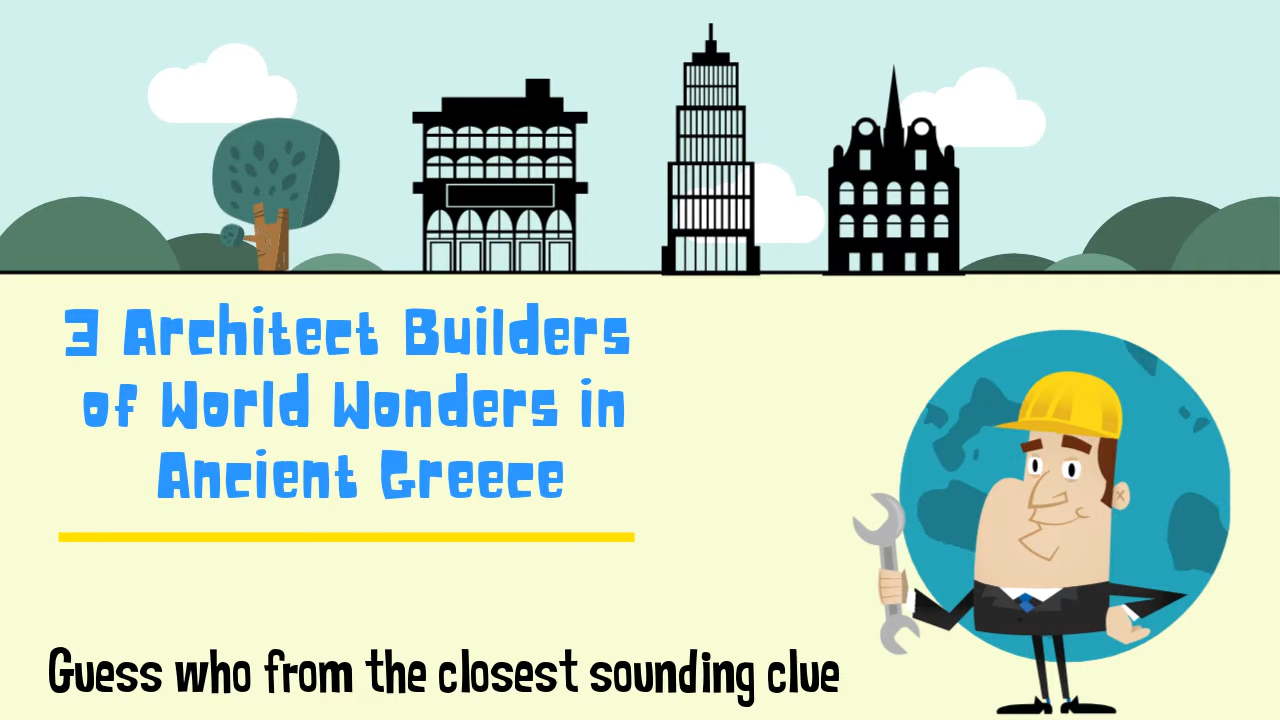 3 Architect Builders
of World Wonders in
Ancient Greece
Guess who from the closest sounding clue